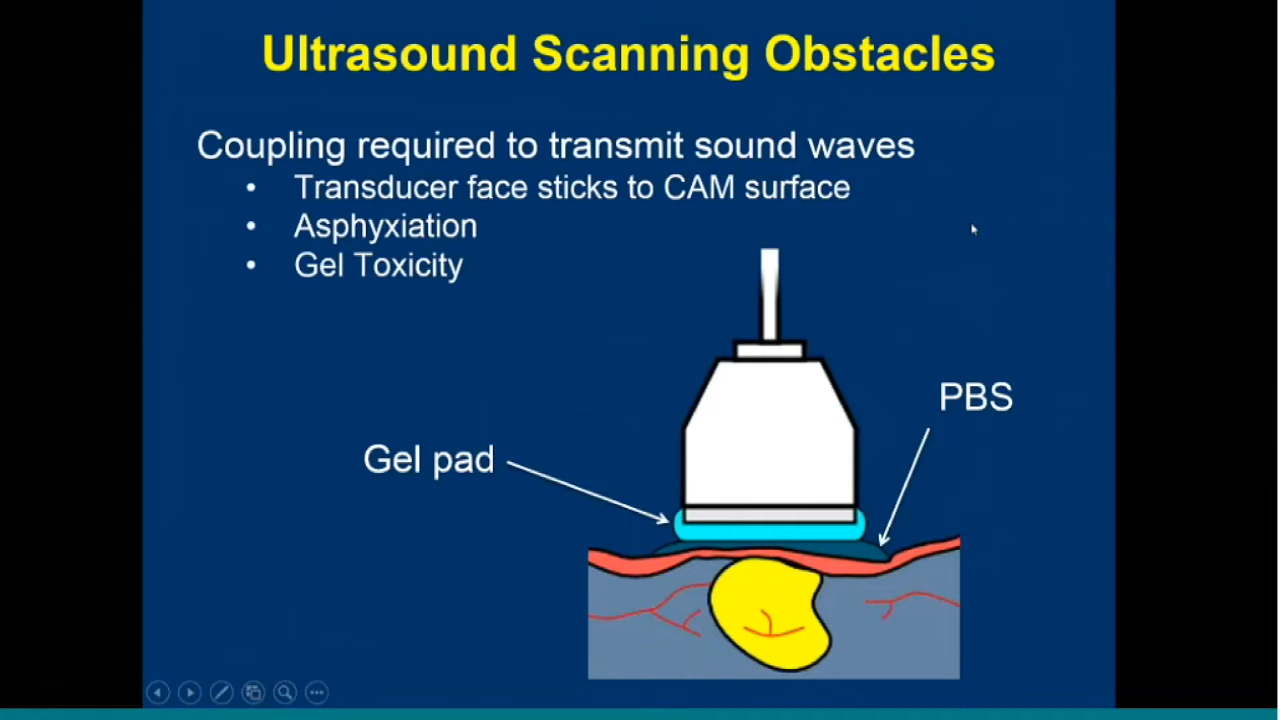 Ultrasound Scanning Obstacles
Coupling required to transmit sound waves
• Transducer face sticks to CAM surface
• Asphyxiation
• Gel Toxicity
PBS
Gel pad